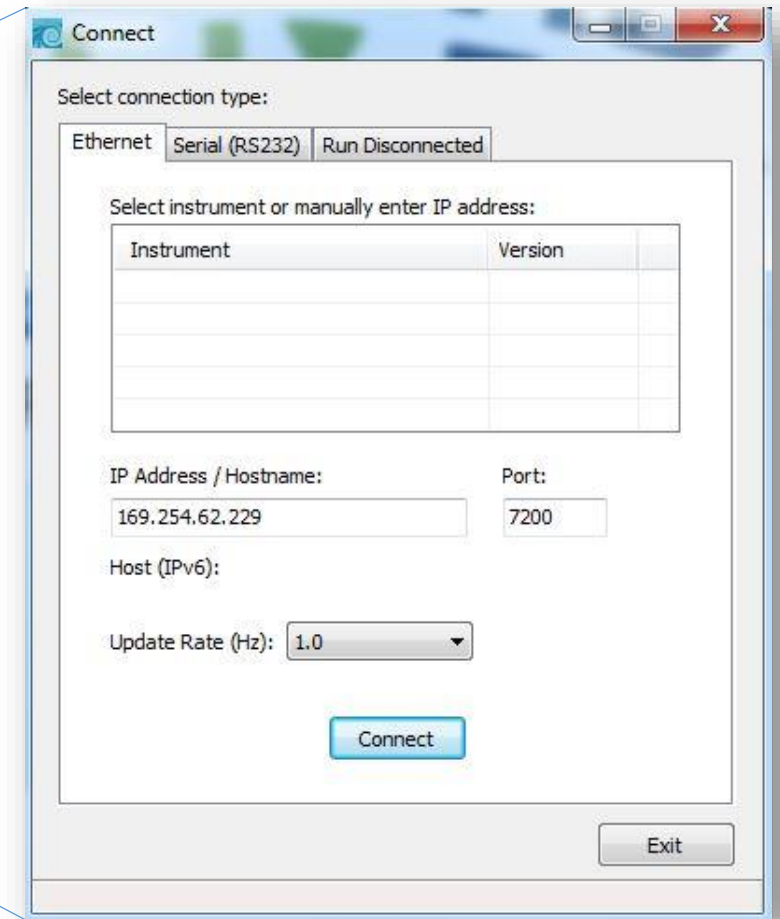 Connect
Select connection type:
Ethernet Serial (RS232) Run Disconnected
Select instrument or manually enter IP address:
Instrument Version
IP Address / Hostname: Port:
169.254.62.229 7200
Host (IPv6):
Update Rate (Hz): 1.0
Connect
Exit